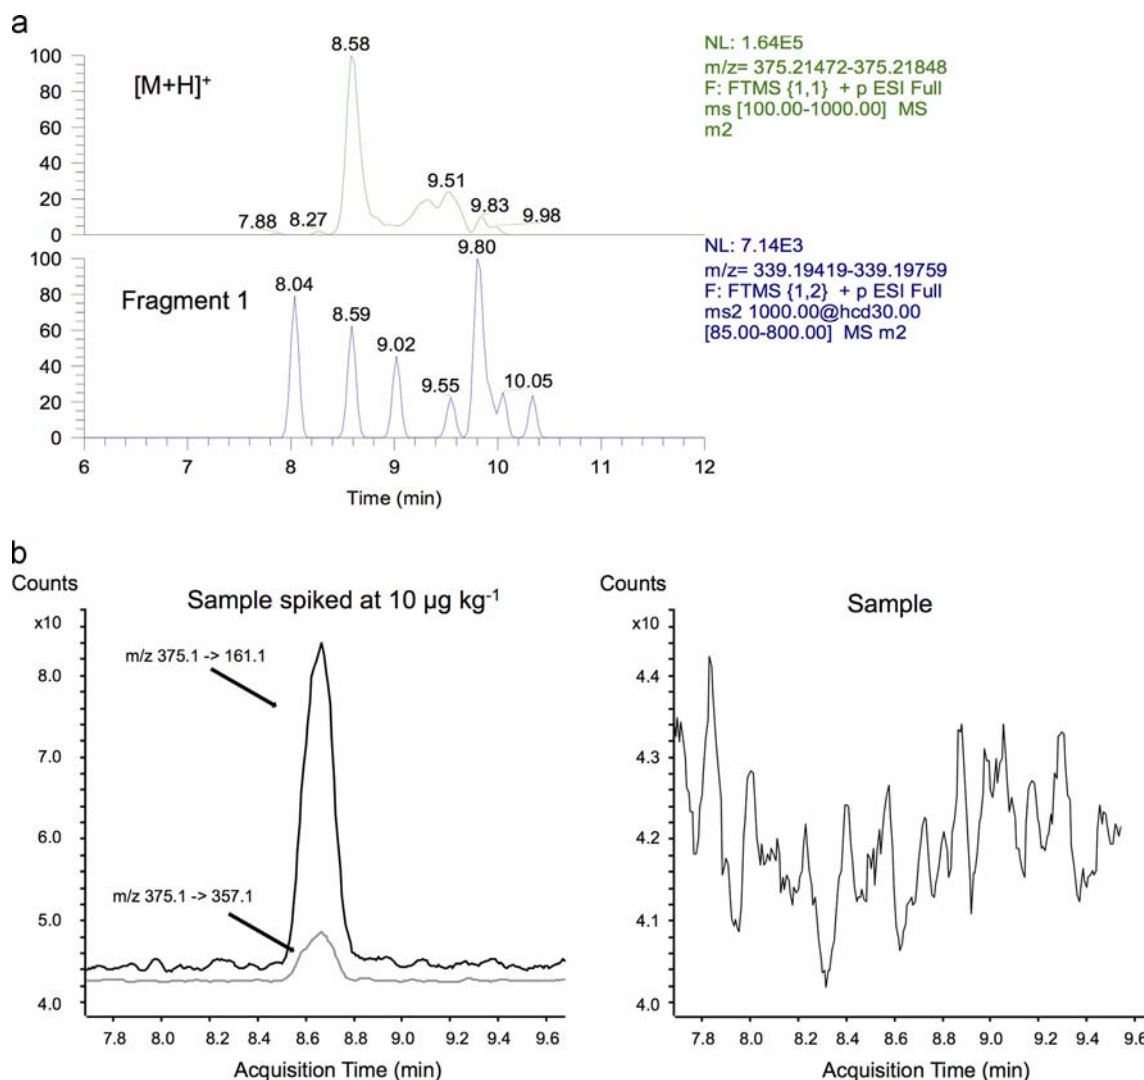 a
[M+H]+
8.58
7.88
8.27
9.51
9.83
9.98
100
80
60
40
20
0
NL: 1.64E5
m/z= 375.21472-375.21848
F: FTMS {1,1} + p ESI Full
ms [100.00-1000.00] MS
m2
Fragment 1
8.04
8.59
9.02
9.55
9.80
10.05
100
80
60
40
20
0
6 7 8 9 10 11 12
Time (min)
NL: 7.14E3
m/z= 339.19419-339.19759
F: FTMS {1,2} + p ESI Full
ms2 1000.00@hcd30.00
[85.00-800.00] MS m2
b
Counts
x10
Sample spiked at 10 µg kg-1
m/z 375.1 -> 161.1
m/z 375.1 -> 357.1
8.0
7.0
6.0
5.0
4.0
7.8 8.0 8.2 8.4 8.6 8.8 9.0 9.2 9.4 9.6
Acquisition Time (min)
Counts
x10
Sample
4.4
4.3
4.2
4.1
4.0
7.8 8.0 8.2 8.4 8.6 8.8 9.0 9.2 9.4 9.6
Acquisition Time (min)